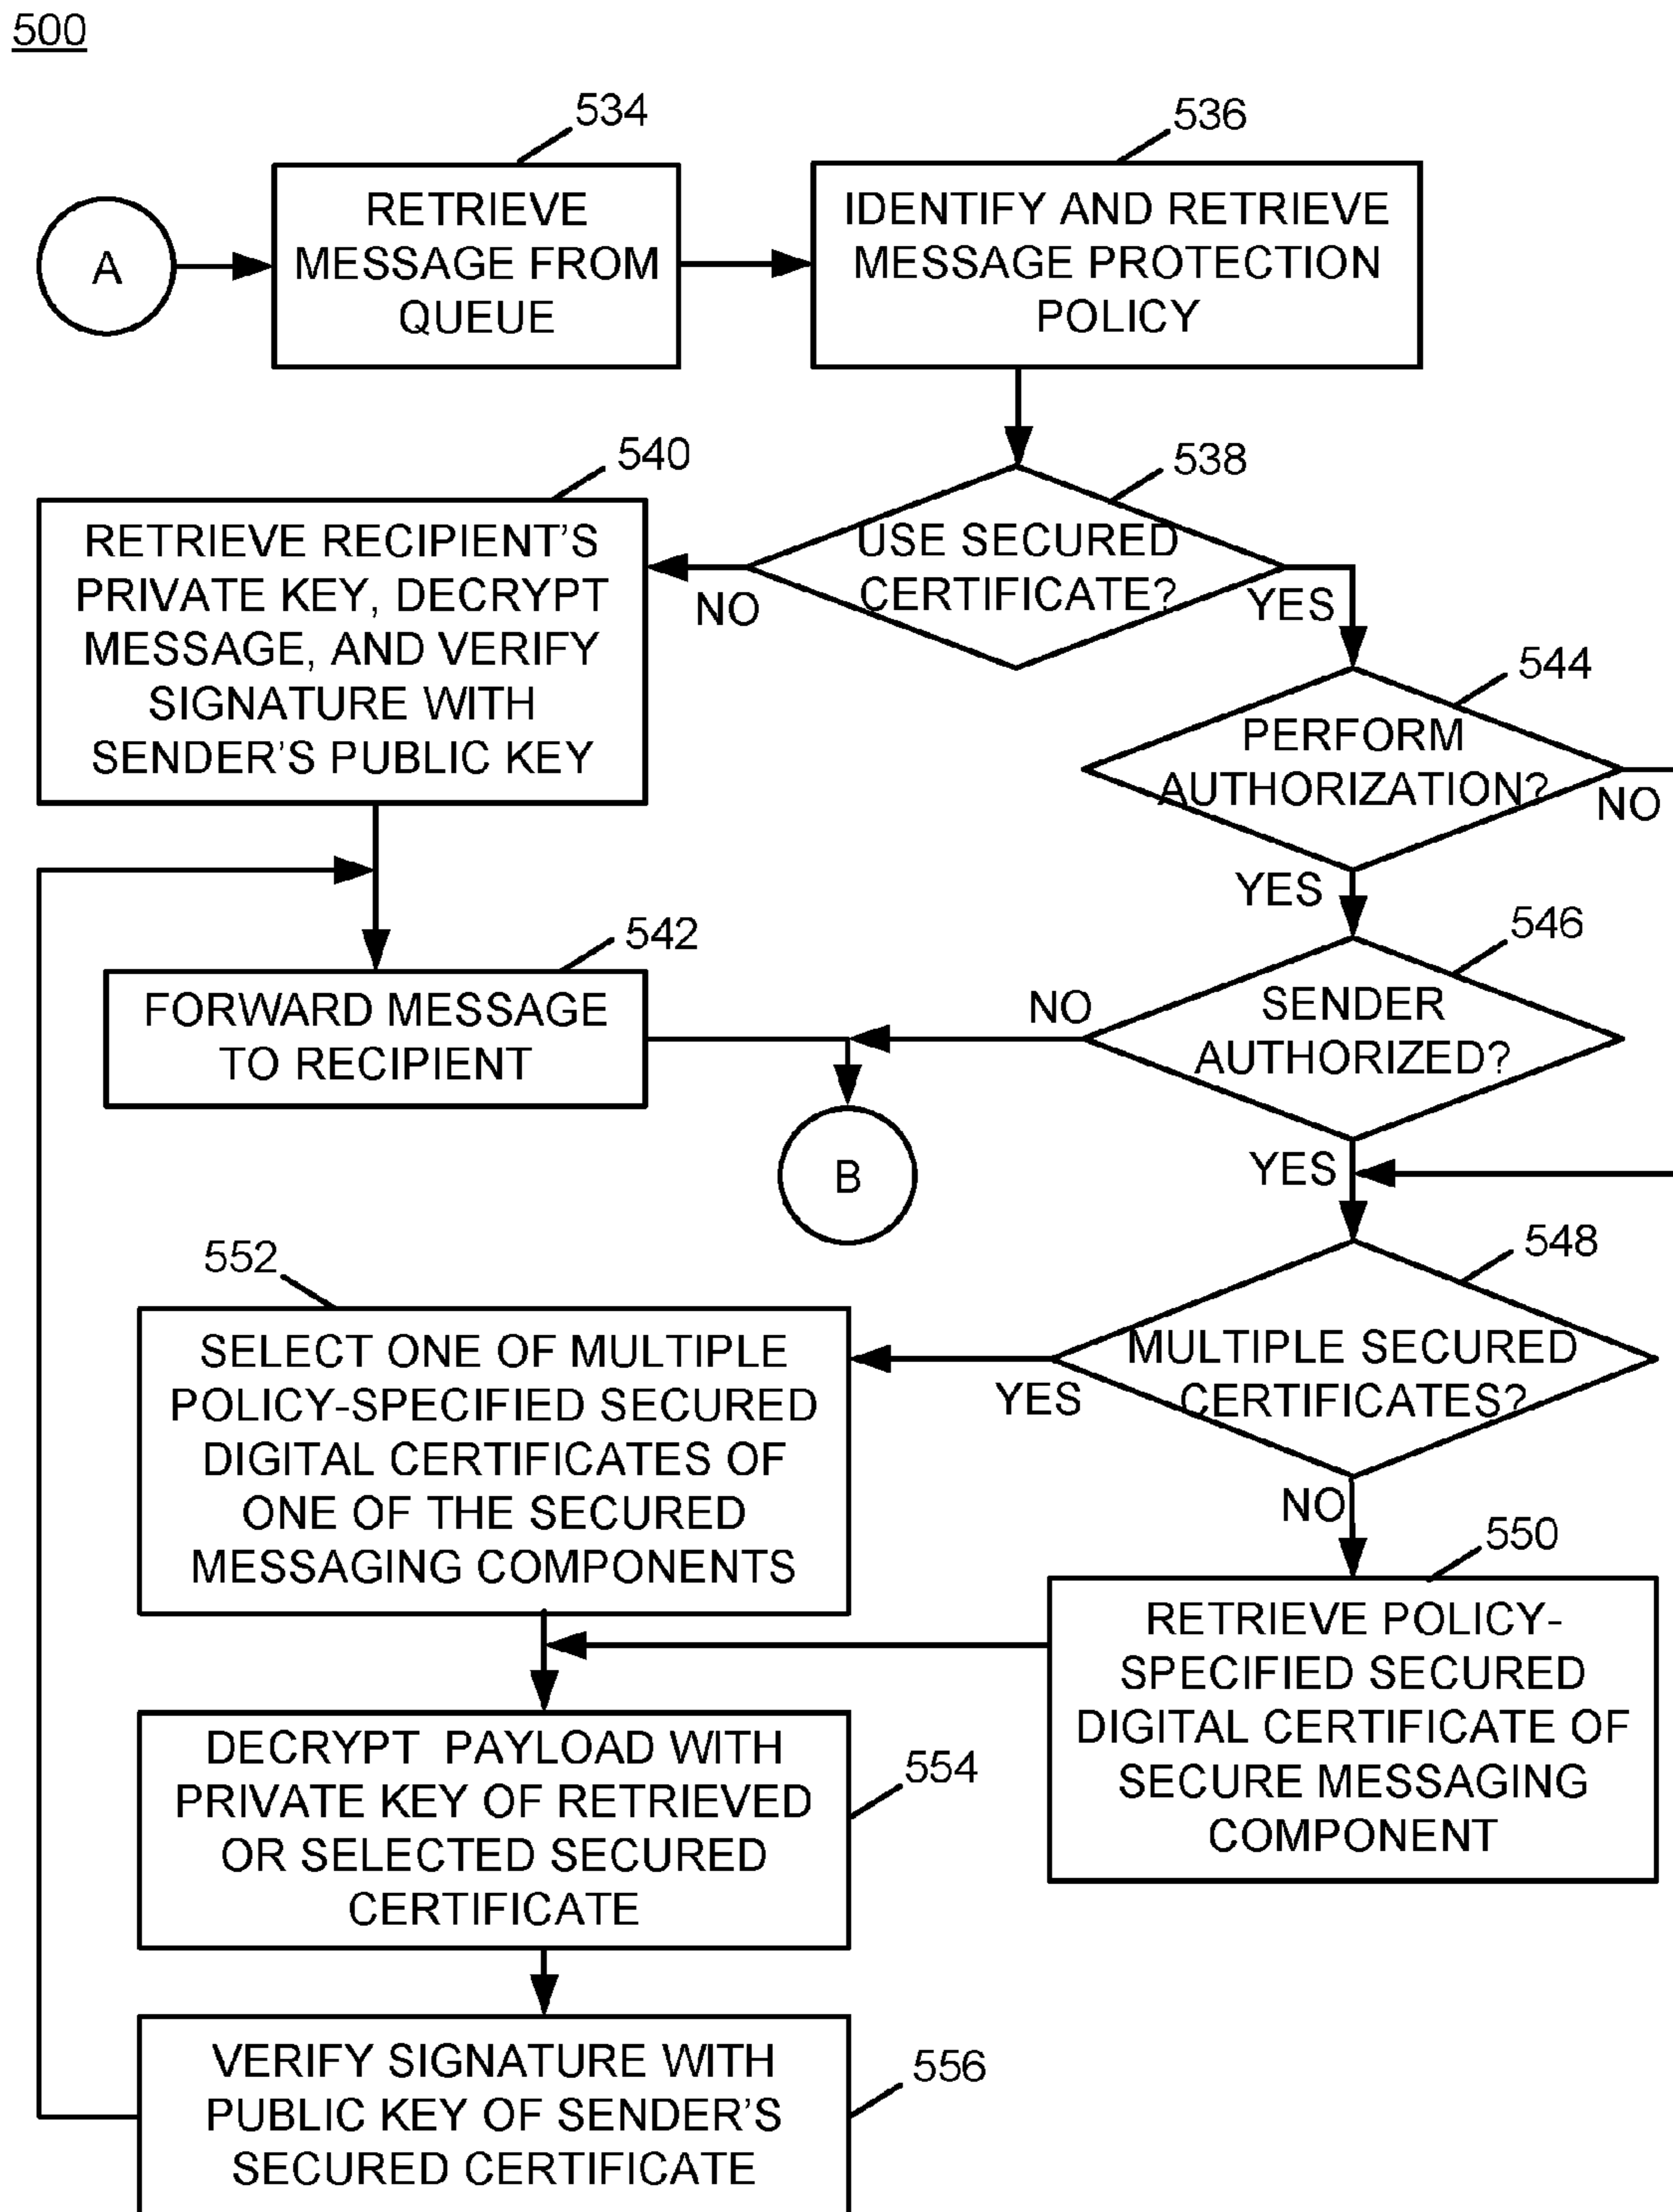 500
534
536
A
RETRIEVE
MESSAGE FROM
QUEUE
IDENTIFY AND RETRIEVE
MESSAGE PROTECTION
POLICY
540
538
RETRIEVE RECIPIENT'S
PRIVATE KEY, DECRYPT
MESSAGE, AND VERIFY
SIGNATURE WITH
SENDER'S PUBLIC KEY
USE SECURED
CERTIFICATE?
NO
YES
544
PERFORM
AUTHORIZATION?
NO
YES
542
546
FORWARD MESSAGE
TO RECIPIENT
NO
SENDER
AUTHORIZED?
B
YES
552
548
SELECT ONE OF MULTIPLE
POLICY-SPECIFIED SECURED
DIGITAL CERTIFICATES OF
ONE OF THE SECURED
MESSAGING COMPONENTS
YES
MULTIPLE SECURED
CERTIFICATES?
NO
550
RETRIEVE POLICY-
SPECIFIED SECURED
DIGITAL CERTIFICATE OF
SECURE MESSAGING
COMPONENT
DECRYPT PAYLOAD WITH
PRIVATE KEY OF RETRIEVED
OR SELECTED SECURED
CERTIFICATE
554
VERIFY SIGNATURE WITH
PUBLIC KEY OF SENDER'S
SECURED CERTIFICATE
556